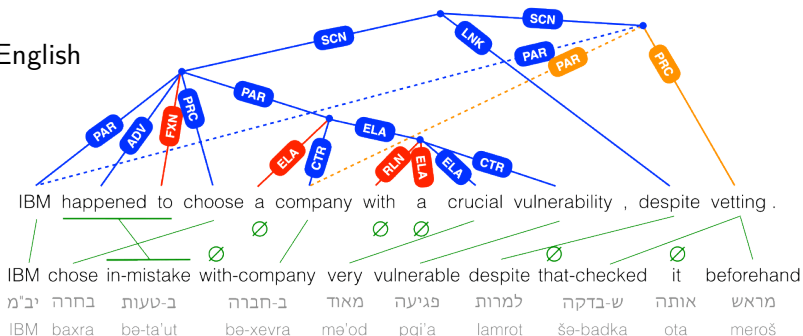 SCN
SCN
English
LNK
PAR
PAR
PRC
PAR
ADV
FXN
PRC
PAR
ELA
ELA
CTR
RLN
ELA
ELA
CTR
IBM happened to choose a company with a crucial vulnerability , despite vetting .
∅ ∅ ∅ ∅ ∅ ∅
IBM chose in-mistake with-company very vulnerable despite that-checked it beforehand
יב"מ בחרה ב-טעות ב-חברה מאוד פגיעה למרות ש-בדקה אותה מראש
IBM baxra bə-ta'ut bə-xevra mə'od pgi'a lamrot šə-badka ota meroš